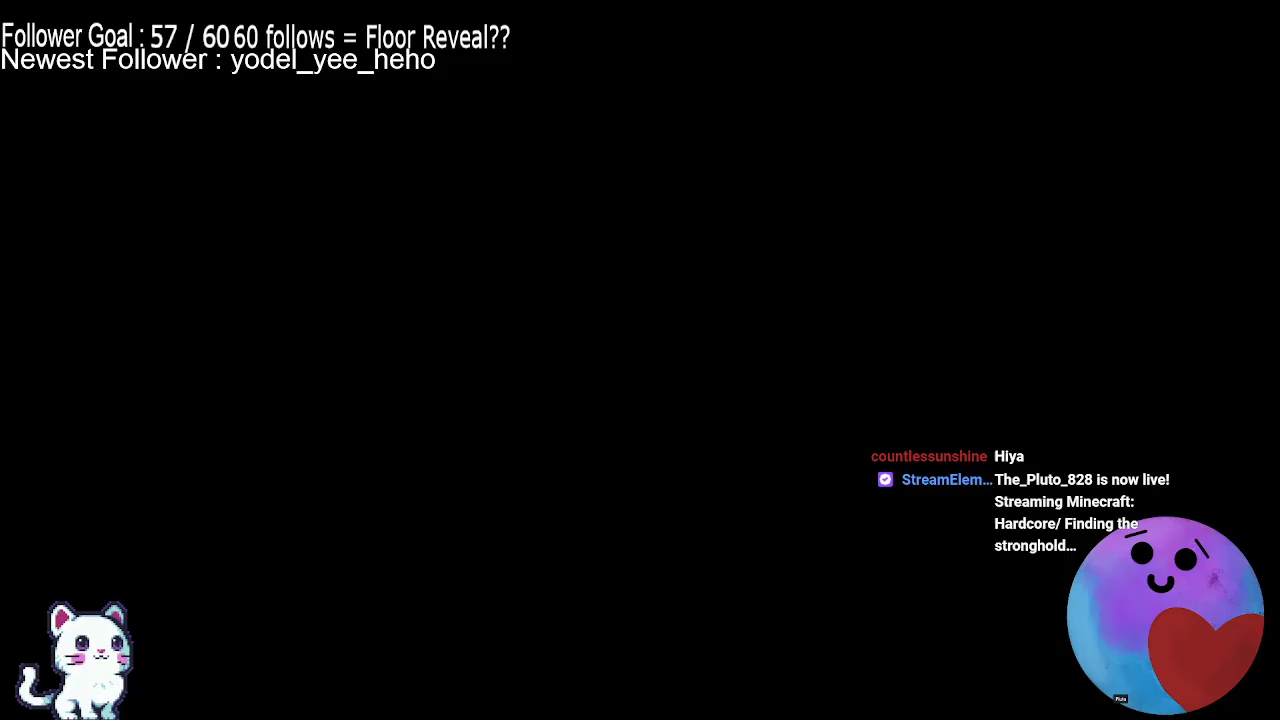 Follower Goal : 57 / 60 60 follows = Floor Reveal??
Newest Follower : yodel_yee_heho
countlessunshine Hiya
StreamElem... The_Pluto_828 is now live!
Streaming Minecraft:
Hardcore/ Finding the
stronghold...
Pluto